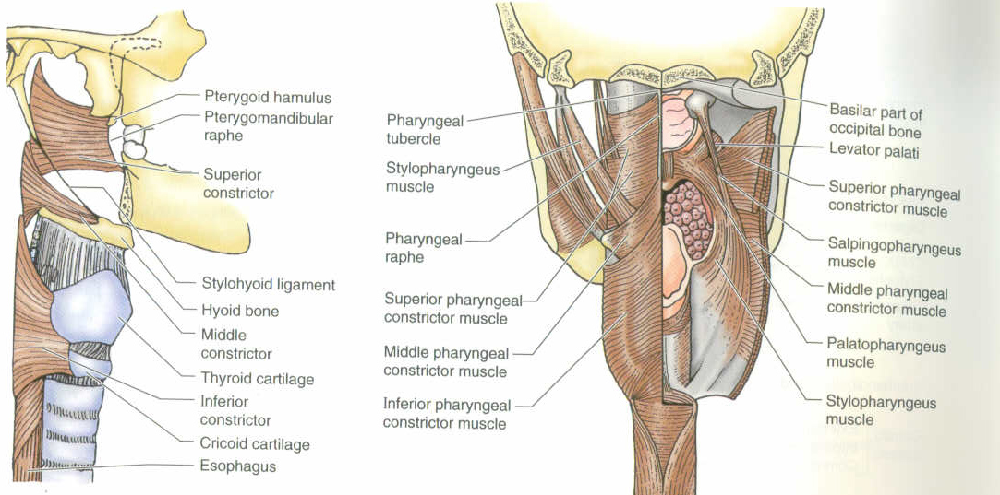 Pterygoid hamulus
Pterygomandibular
raphe
Superior
constrictor
Stylohyoid ligament
Hyoid bone
Middle
constrictor
Thyroid cartilage
Inferior
constrictor
Cricoid cartilage
Esophagus
Pharyngeal
tubercle
Stylopharyngeus
muscle
Pharyngeal
raphe
Superior pharyngeal
constrictor muscle
Middle pharyngeal
constrictor muscle
Inferior pharyngeal
constrictor muscle
Basilar part of
occipital bone
Levator palati
Superior pharyngeal
constrictor muscle
Salpingopharyngeus
muscle
Middle pharyngeal
constrictor muscle
Palatopharyngeus
muscle
Stylopharyngeus
muscle